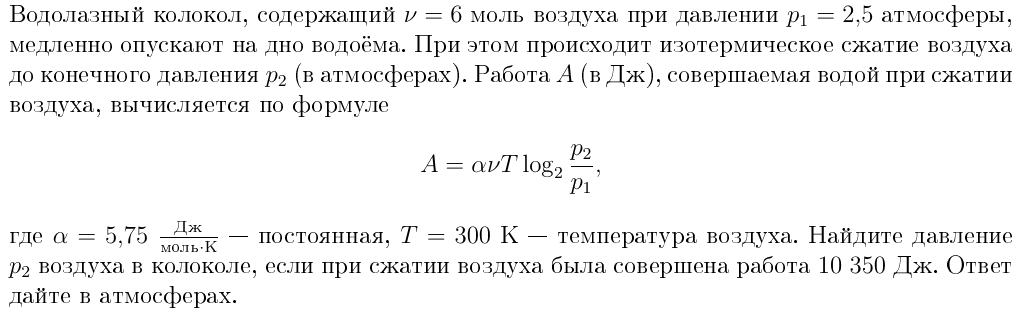 Водолазный колокол, содержащий ν = 6 моль воздуха при давлении p₁ = 2,5 атмосферы,
медленно опускают на дно водоёма. При этом происходит изотермическое сжатие воздуха
до конечного давления p₂ (в атмосферах). Работа A (в Дж), совершаемая водой при сжатии
воздуха, вычисляется по формуле
A = ανT log₂ p₂/p₁,
где α = 5,75 Дж/(моль·К) — постоянная, T = 300 К — температура воздуха. Найдите давление
p₂ воздуха в колоколе, если при сжатии воздуха была совершена работа 10 350 Дж. Ответ
дайте в атмосферах.